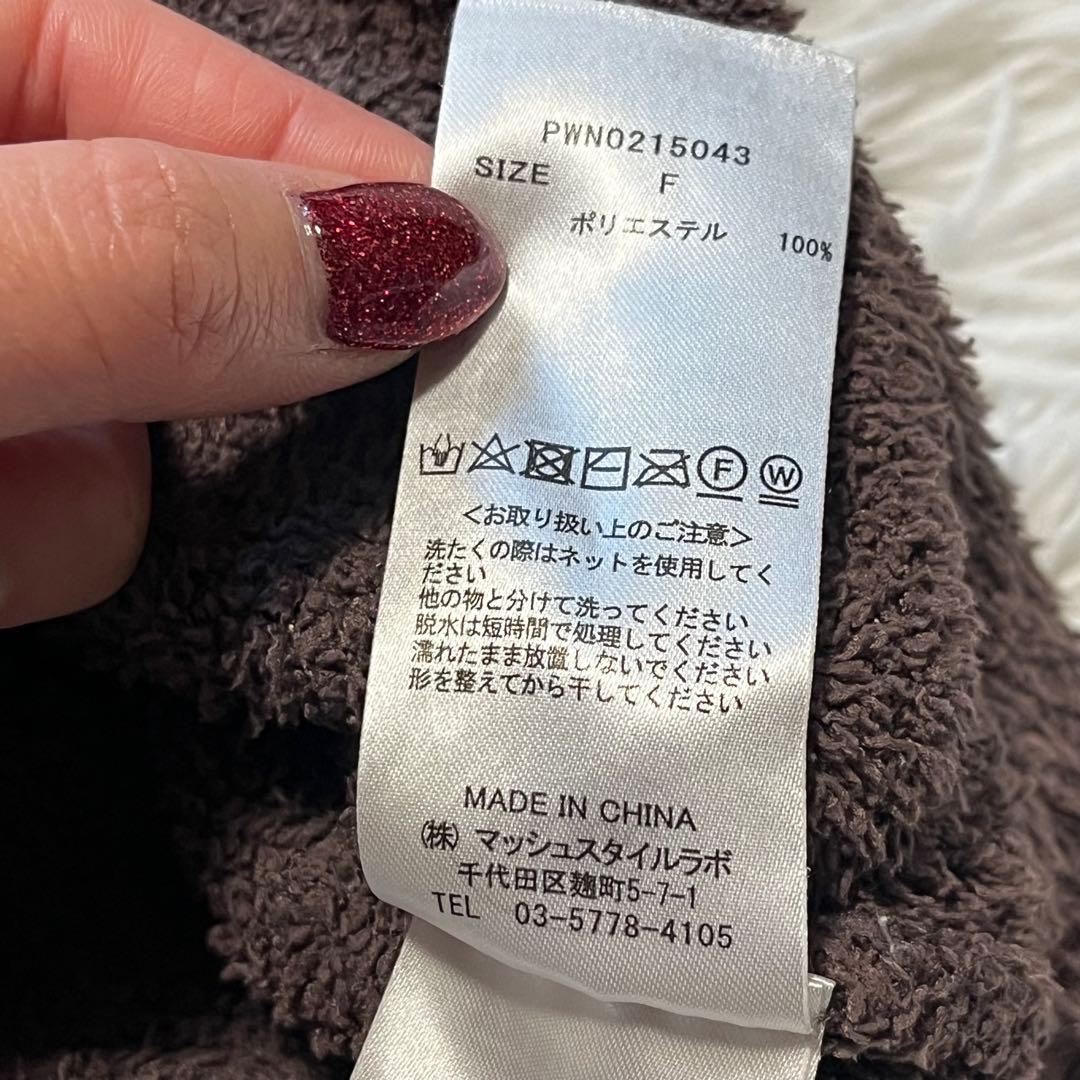 PWN0215043
SIZE F
ポリエステル 100%
F W
<お取り扱い上のご注意>
洗たくの際はネットを使用してく
ださい
他の物と分けて洗ってください
脱水は短時間で処理してください
濡れたまま放置しないでください
形を整えてから干してください
MADE IN CHINA
(株) マッシュスタイルラボ
千代田区麹町5-7-1
TEL 03-5778-4105